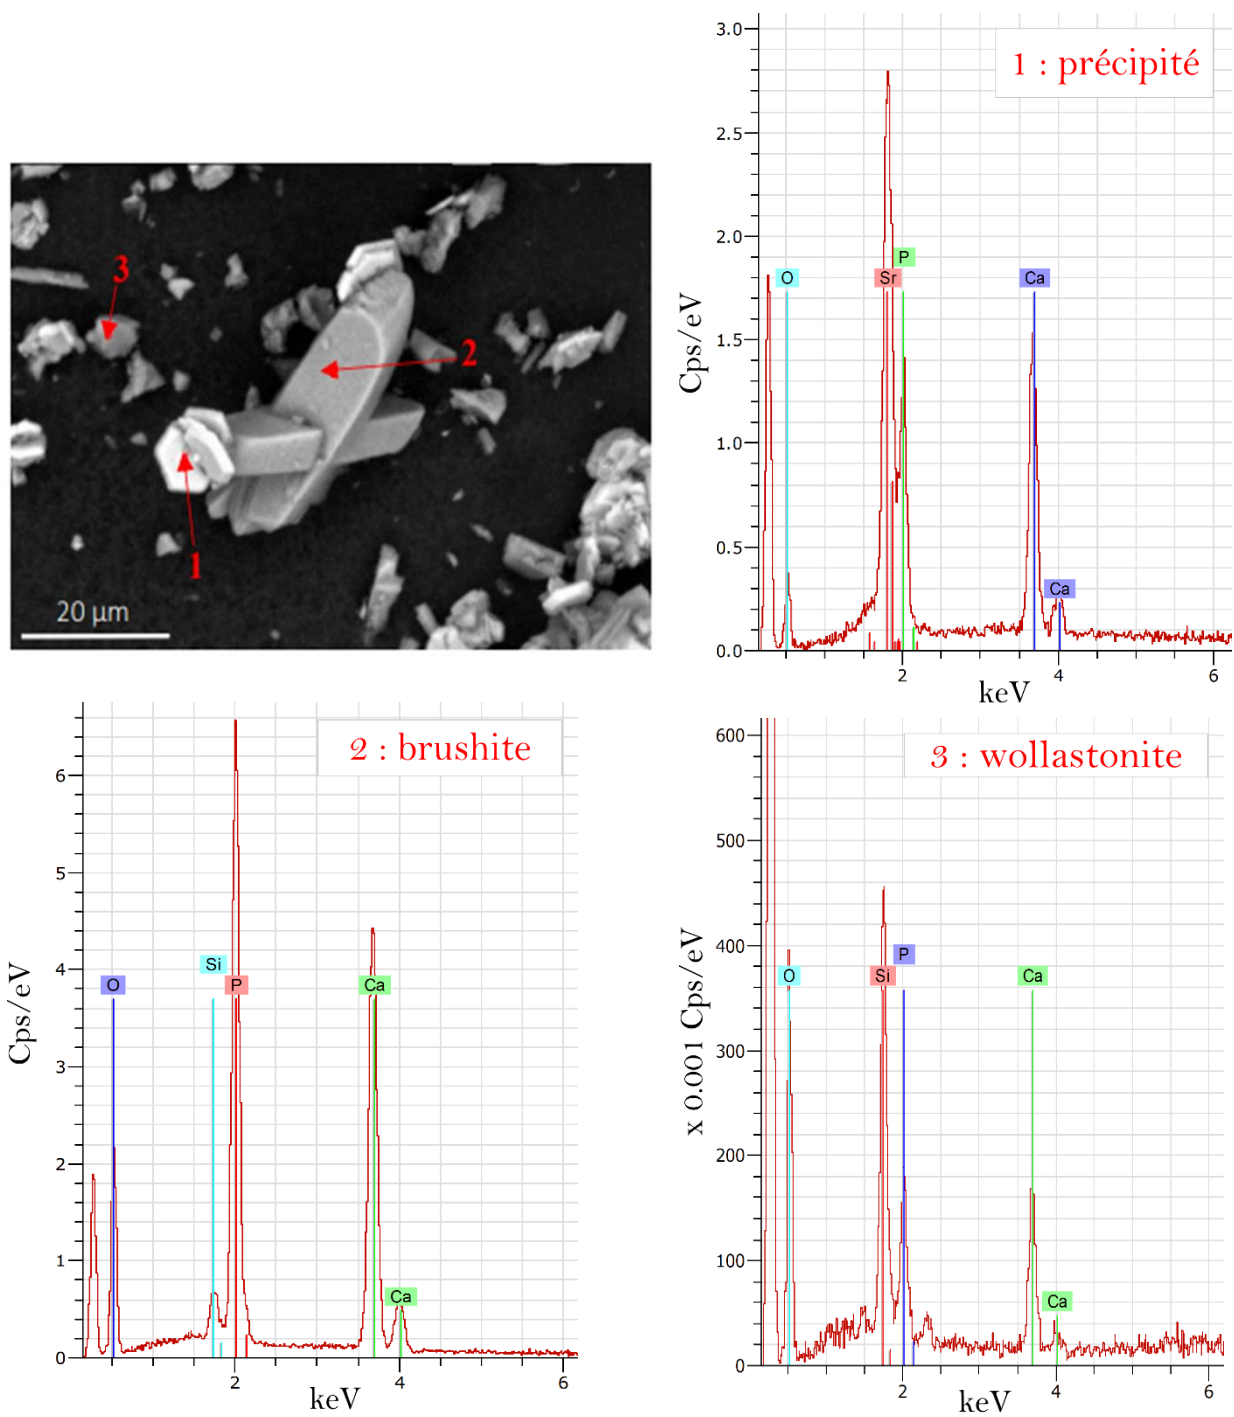 3
2
1
20 µm
1 : précipité
3.0
2.5
2.0
1.5
1.0
0.5
0.0
Cps/eV
O
Sr
P
Ca
Ca
2
4
6
keV
2 : brushite
6
5
4
3
2
1
0
Cps/eV
O
Si
P
Ca
Ca
2
4
6
keV
3 : wollastonite
600
500
400
300
200
100
0
x 0.001 Cps/eV
O
Si
P
Ca
Ca
2
4
6
keV